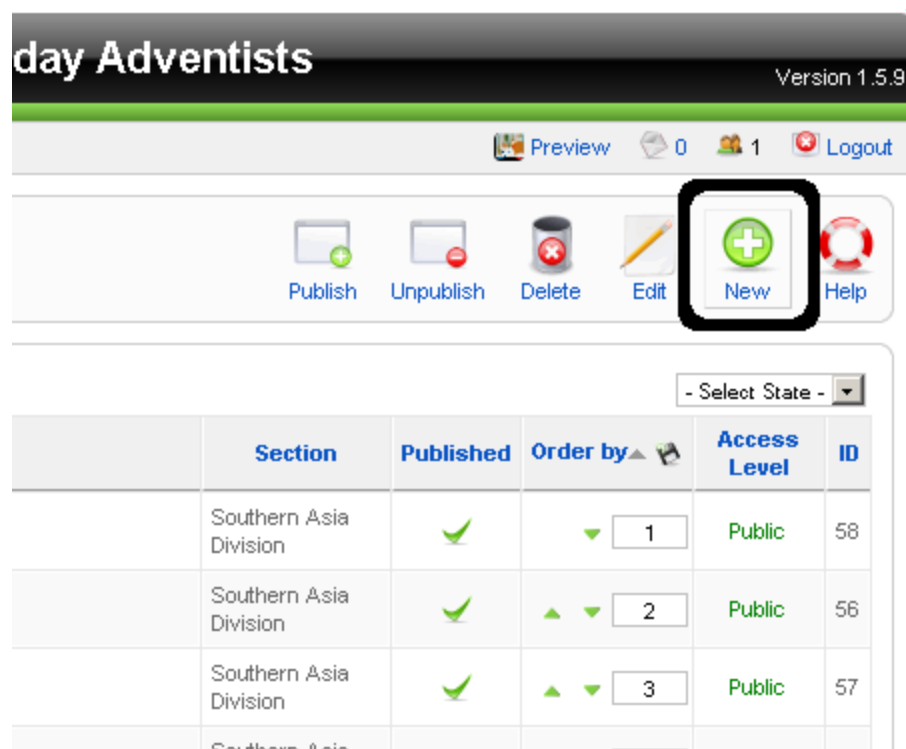 day Adventists
Version 1.5.9
Preview 0 1 Logout
Publish Unpublish Delete Edit New Help
- Select State -
Section Published Order by Access Level ID
Southern Asia Division 1 Public 58
Southern Asia Division 2 Public 56
Southern Asia Division 3 Public 57